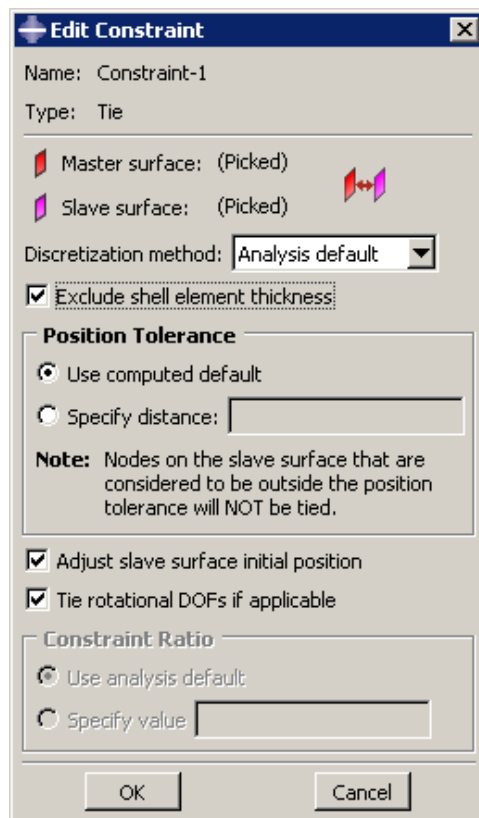 Edit Constraint
Name: Constraint-1
Type: Tie
Master surface: (Picked)
Slave surface: (Picked)
Discretization method: Analysis default
Exclude shell element thickness
Position Tolerance
Use computed default
Specify distance:
Note: Nodes on the slave surface that are
considered to be outside the position
tolerance will NOT be tied.
Adjust slave surface initial position
Tie rotational DOFs if applicable
Constraint Ratio
Use analysis default
Specify value
OK Cancel